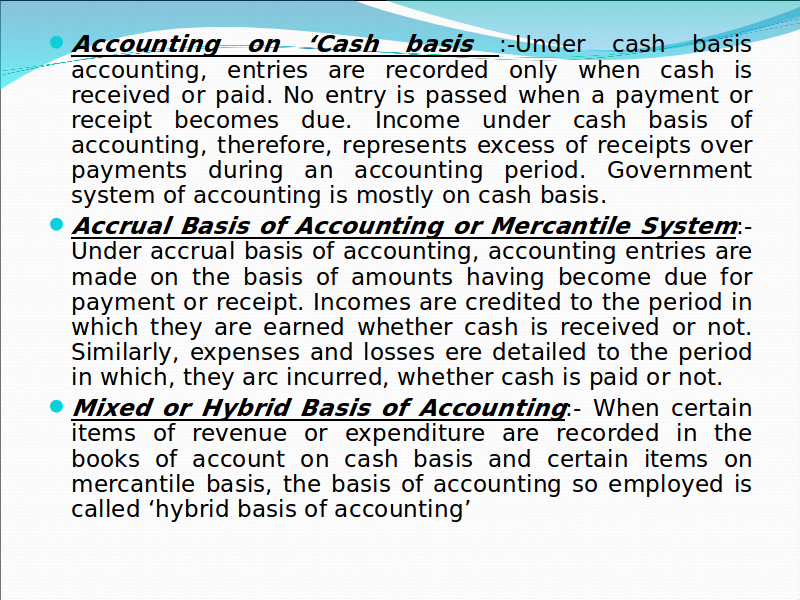 Accounting on ‘Cash basis :-Under cash basis
accounting, entries are recorded only when cash is
received or paid. No entry is passed when a payment or
receipt becomes due. Income under cash basis of
accounting, therefore, represents excess of receipts over
payments during an accounting period. Government
system of accounting is mostly on cash basis.
Accrual Basis of Accounting or Mercantile System:-
Under accrual basis of accounting, accounting entries are
made on the basis of amounts having become due for
payment or receipt. Incomes are credited to the period in
which they are earned whether cash is received or not.
Similarly, expenses and losses ere detailed to the period
in which, they arc incurred, whether cash is paid or not.
Mixed or Hybrid Basis of Accounting:- When certain
items of revenue or expenditure are recorded in the
books of account on cash basis and certain items on
mercantile basis, the basis of accounting so employed is
called ‘hybrid basis of accounting’